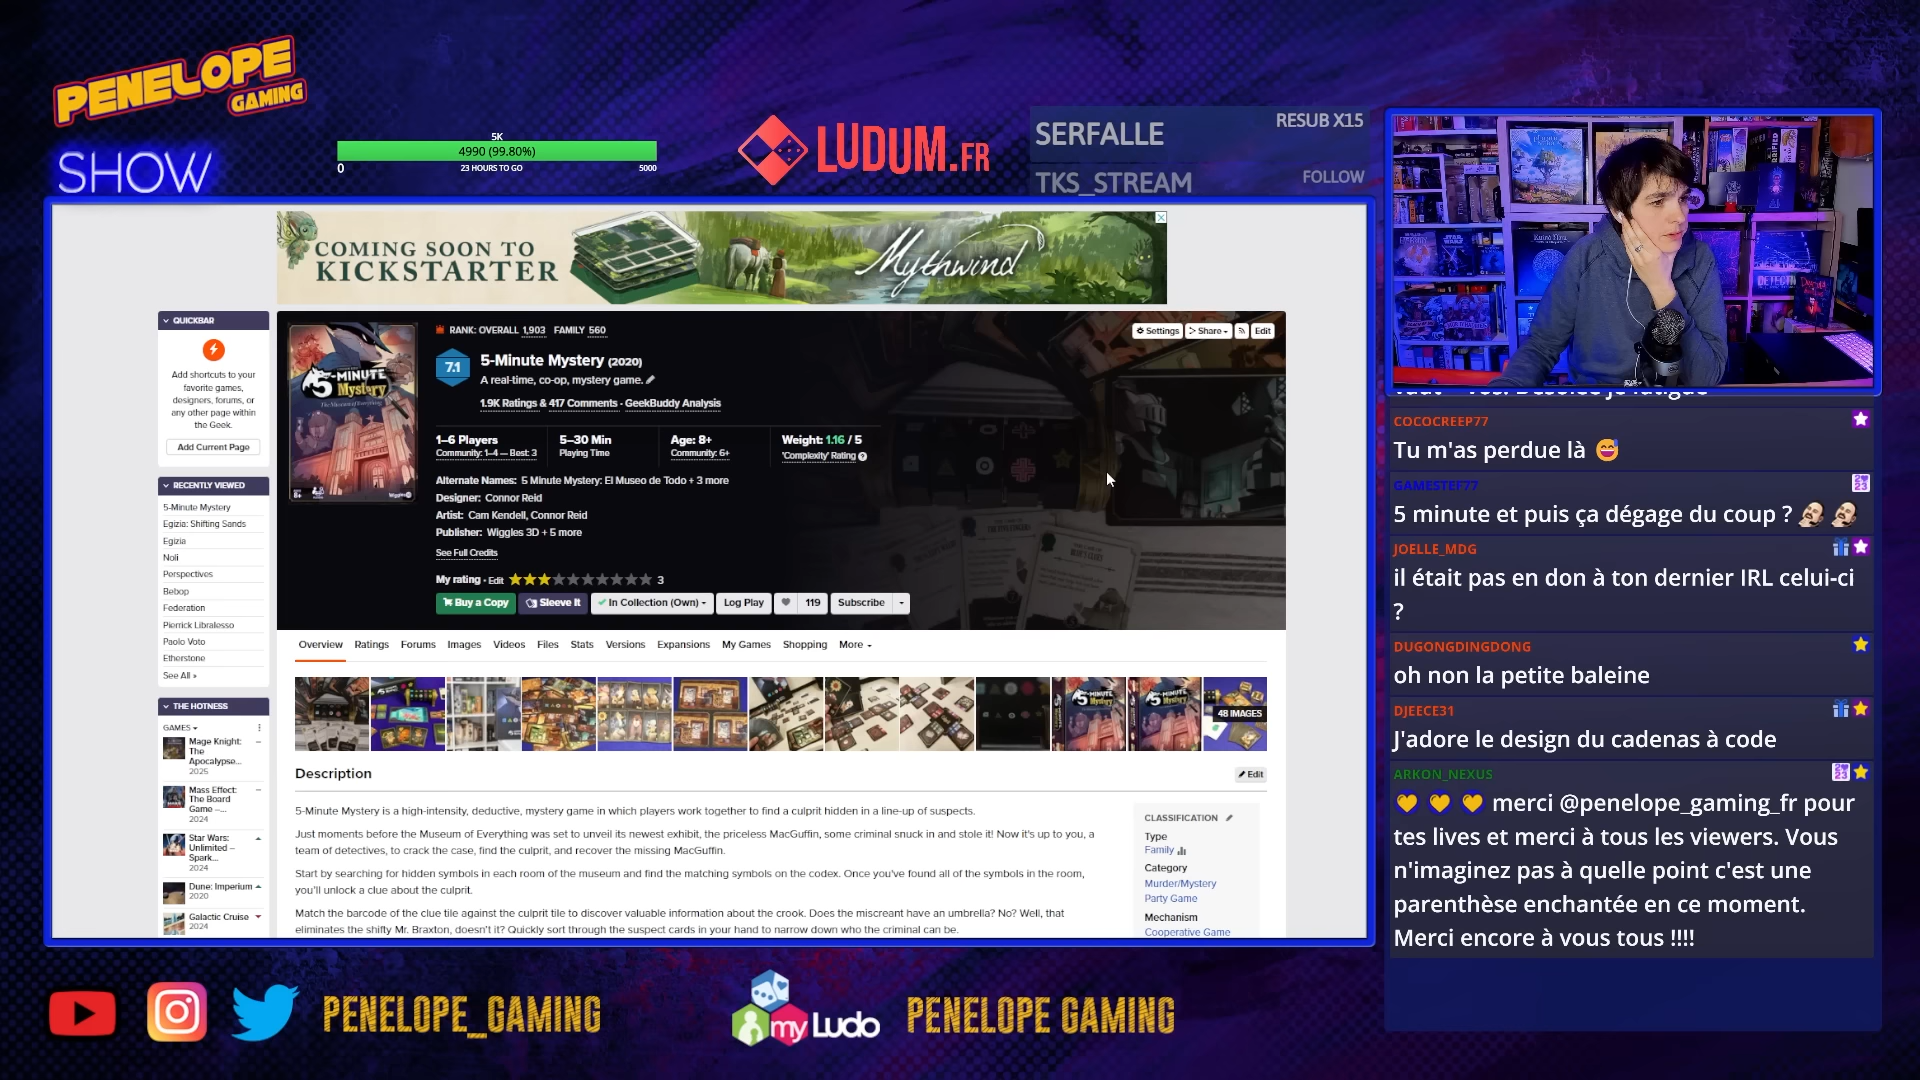 PENELOPE
GAMING
SHOW
5K
4990 (99.80%)
0
23 HOURS TO GO
5000
LUDUM.FR
SERFALLE
RESUB X15
TKS_STREAM
FOLLOW
COMING SOON TO
KICKSTARTER
Mythwind
QUICKBAR
Add shortcuts to your
favorite games,
designers, forums, or
any other page within
the Geek.
Add Current Page
RECENTLY VIEWED
5-Minute Mystery
Egizia: Shifting Sands
Egizia
Noli
Perspectives
Bebop
Federation
Pierrick Libralesso
Paolo Voto
Etherstone
See All »
THE HOTNESS
GAMES
Mage Knight:
The
Apocalypse...
2025
Mass Effect:
The Board
Game –...
2024
Star Wars:
Unlimited –
Spark...
2024
Dune: Imperium
2020
Galactic Cruise
2024
5-MINUTE
Mystery
RANK: OVERALL 1,903 FAMILY 560
Settings
Share
Edit
7.1
5-Minute Mystery (2020)
A real-time, co-op, mystery game.
1.9K Ratings & 417 Comments · GeekBuddy Analysis
1–6 Players
Community: 1–4 — Best: 3
5–30 Min
Playing Time
Age: 8+
Community: 6+
Weight: 1.16 / 5
'Complexity' Rating
Alternate Names: 5 Minute Mystery: El Museo de Todo + 3 more
Designer: Connor Reid
Artist: Cam Kendell, Connor Reid
Publisher: Wiggles 3D + 5 more
See Full Credits
My rating · Edit
3
Buy a Copy
Sleeve It
In Collection (Own)
Log Play
119
Subscribe
Overview Ratings Forums Images Videos Files Stats Versions Expansions My Games Shopping More
5-MINUTE
Mystery
5-MINUTE
Mystery
48 IMAGES
Description
Edit
5-Minute Mystery is a high-intensity, deductive, mystery game in which players work together to find a culprit hidden in a line-up of suspects.
Just moments before the Museum of Everything was set to unveil its newest exhibit, the priceless MacGuffin, some criminal snuck in and stole it! Now it's up to you, a
team of detectives, to crack the case, find the culprit, and recover the missing MacGuffin.
Start by searching for hidden symbols in each room of the museum and find the matching symbols on the codex. Once you've found all of the symbols in the room,
you'll unlock a clue about the culprit.
Match the barcode of the clue tile against the culprit tile to discover valuable information about the crook. Does the miscreant have an umbrella? No? Well, that
eliminates the shifty Mr. Braxton, doesn't it? Quickly sort through the suspect cards in your hand to narrow down who the criminal can be.
CLASSIFICATION
Type
Family
Category
Murder/Mystery
Party Game
Mechanism
Cooperative Game
COCOCREEP77
Tu m'as perdue là
GAMESTEF77
5 minute et puis ça dégage du coup ?
JOELLE_MDG
il était pas en don à ton dernier IRL celui-ci
?
DUGONGDINGDONG
oh non la petite baleine
DJEECE31
J'adore le design du cadenas à code
ARKON_NEXUS
merci @penelope_gaming_fr pour
tes lives et merci à tous les viewers. Vous
n'imaginez pas à quelle point c'est une
parenthèse enchantée en ce moment.
Merci encore à vous tous !!!!
PENELOPE_GAMING
myLudo
PENELOPE GAMING